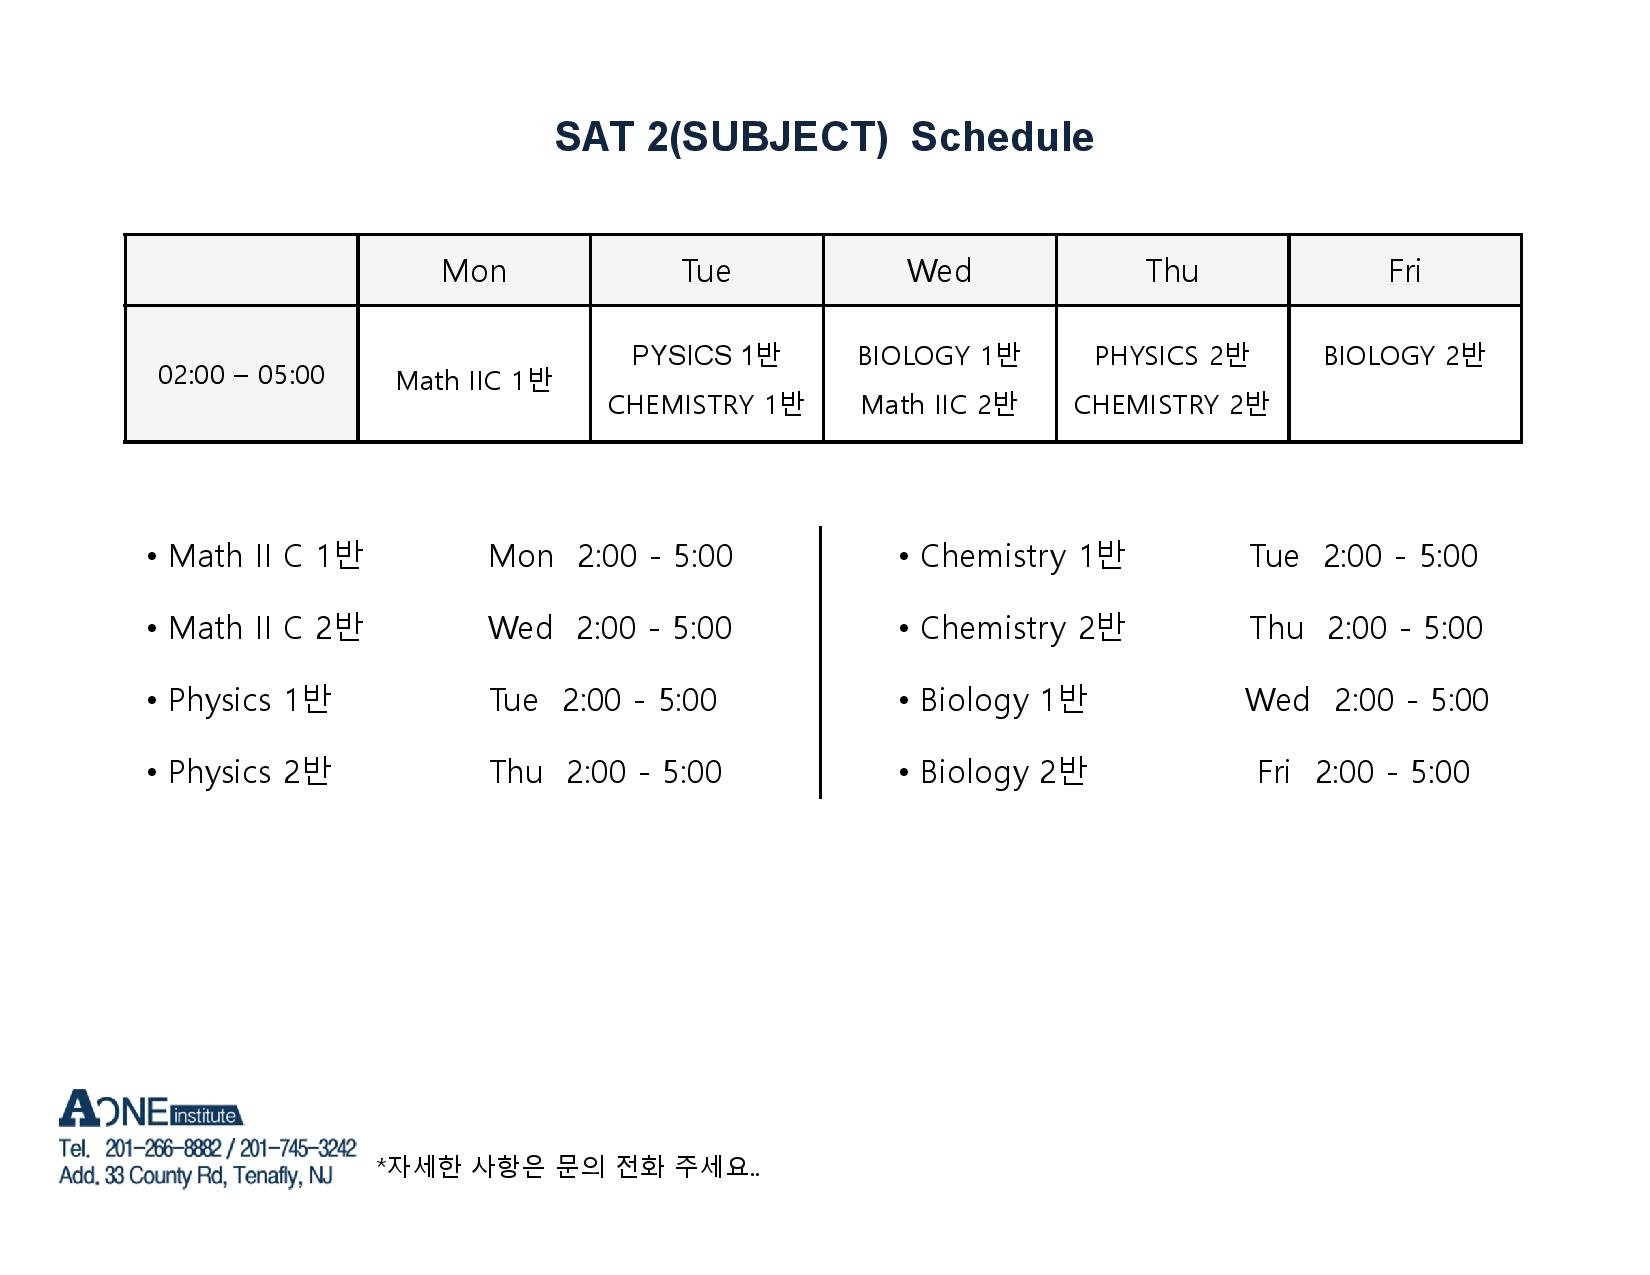 SAT 2(SUBJECT) Schedule
Mon Tue Wed Thu Fri
02:00 – 05:00
Math IIC 1반
PYSICS 1반
CHEMISTRY 1반
BIOLOGY 1반
Math IIC 2반
PHYSICS 2반
CHEMISTRY 2반
BIOLOGY 2반
• Math II C 1반 Mon 2:00 - 5:00
• Math II C 2반 Wed 2:00 - 5:00
• Physics 1반 Tue 2:00 - 5:00
• Physics 2반 Thu 2:00 - 5:00
• Chemistry 1반 Tue 2:00 - 5:00
• Chemistry 2반 Thu 2:00 - 5:00
• Biology 1반 Wed 2:00 - 5:00
• Biology 2반 Fri 2:00 - 5:00
AONE institute
Tel. 201-266-8882 / 201-745-3242
Add. 33 County Rd, Tenafly, NJ
*자세한 사항은 문의 전화 주세요..